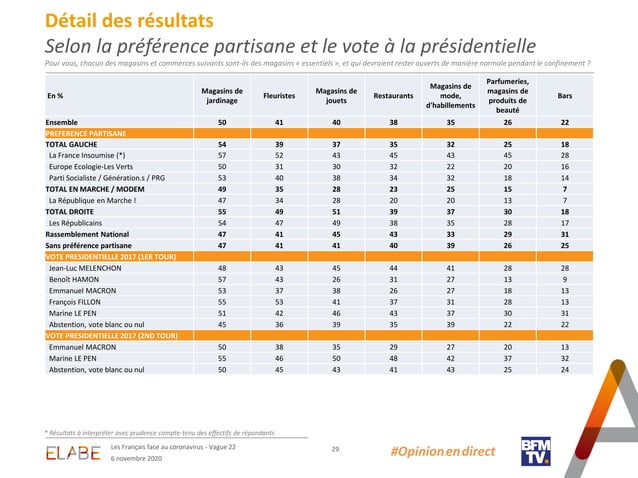 Détail des résultats
Selon la préférence partisane et le vote à la présidentielle
Pour vous, chacun des magasins et commerces suivants sont-ils des magasins « essentiels », et qui devraient rester ouverts de manière normale pendant le confinement ?
En % Magasins de jardinage Fleuristes Magasins de jouets Restaurants Magasins de mode, d'habillements Parfumeries, magasins de produits de beauté Bars
Ensemble 50 41 40 38 35 26 22
PREFERENCE PARTISANE
TOTAL GAUCHE 54 39 37 35 32 25 18
La France Insoumise (*) 57 52 43 45 43 45 28
Europe Ecologie-Les Verts 50 31 30 32 22 20 16
Parti Socialiste / Génération.s / PRG 53 40 38 34 32 18 14
TOTAL EN MARCHE / MODEM 49 35 28 23 25 15 7
La République en Marche ! 47 34 28 20 20 13 7
TOTAL DROITE 55 49 51 39 37 30 18
Les Républicains 54 47 49 38 35 28 17
Rassemblement National 47 41 45 43 33 29 31
Sans préférence partisane 47 41 41 40 39 26 25
VOTE PRESIDENTIELLE 2017 (1ER TOUR)
Jean-Luc MELENCHON 48 43 45 44 41 28 28
Benoît HAMON 57 43 26 31 27 13 9
Emmanuel MACRON 53 37 38 26 27 18 13
François FILLON 55 53 41 37 31 28 13
Marine LE PEN 51 42 46 43 37 30 31
Abstention, vote blanc ou nul 45 36 39 35 39 22 22
VOTE PRESIDENTIELLE 2017 (2ND TOUR)
Emmanuel MACRON 50 38 35 29 27 20 13
Marine LE PEN 55 46 50 48 42 37 32
Abstention, vote blanc ou nul 50 45 43 41 43 25 24
* Résultats à interpréter avec prudence compte-tenu des effectifs de répondants
ELABE
Les Français face au coronavirus - Vague 22
6 novembre 2020
29
#Opinion en direct
BFM
TV.